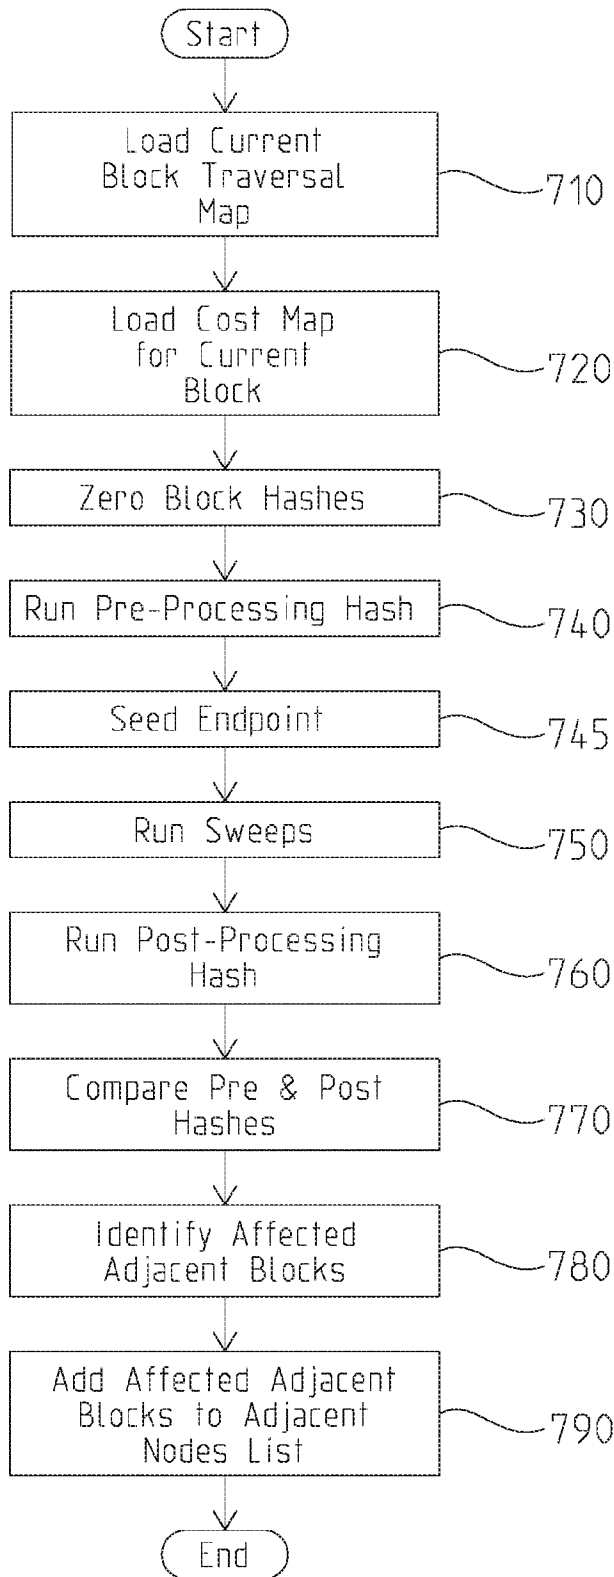 Start
Load Current
Block Traversal
Map
710
Load Cost Map
for Current
Block
720
Zero Block Hashes
730
Run Pre-Processing Hash
740
Seed Endpoint
745
Run Sweeps
750
Run Post-Processing
Hash
760
Compare Pre & Post
Hashes
770
Identify Affected
Adjacent Blocks
780
Add Affected Adjacent
Blocks to Adjacent
Nodes List
790
End